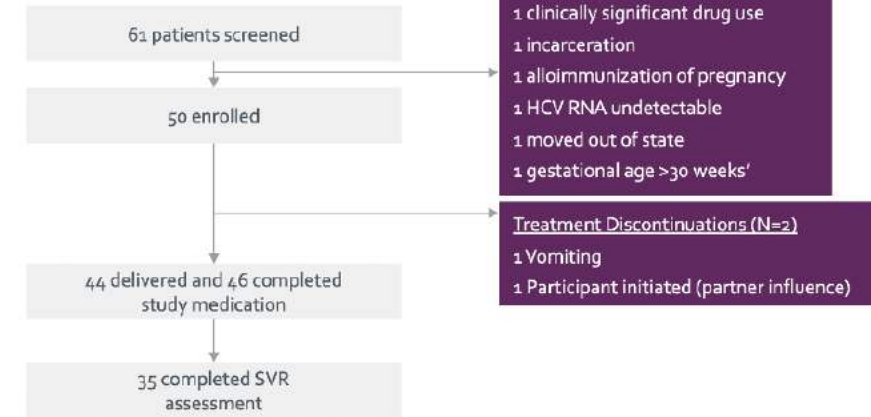 61 patients screened
50 enrolled
44 delivered and 46 completed
study medication
35 completed SVR
assessment
1 clinically significant drug use
1 incarceration
1 alloimmunization of pregnancy
1 HCV RNA undetectable
1 moved out of state
1 gestational age >30 weeks’
Treatment Discontinuations (N=2)
1 Vomiting
1 Participant initiated (partner influence)